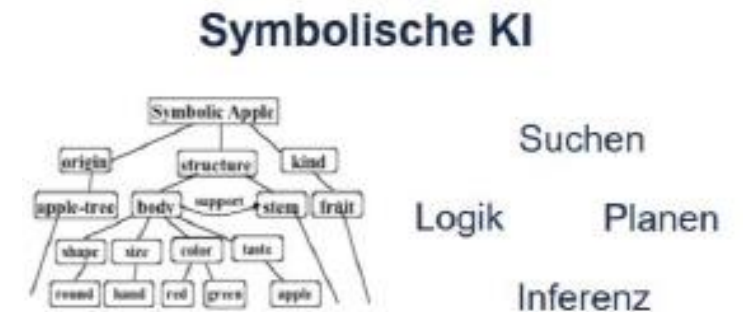 Symbolische KI
Symbolic Apple
origin
structure
kind
apple-tree
body
support
stem
fruit
shape
size
color
taste
round
hand
red
green
apple
Suchen
Logik Planen
Inferenz